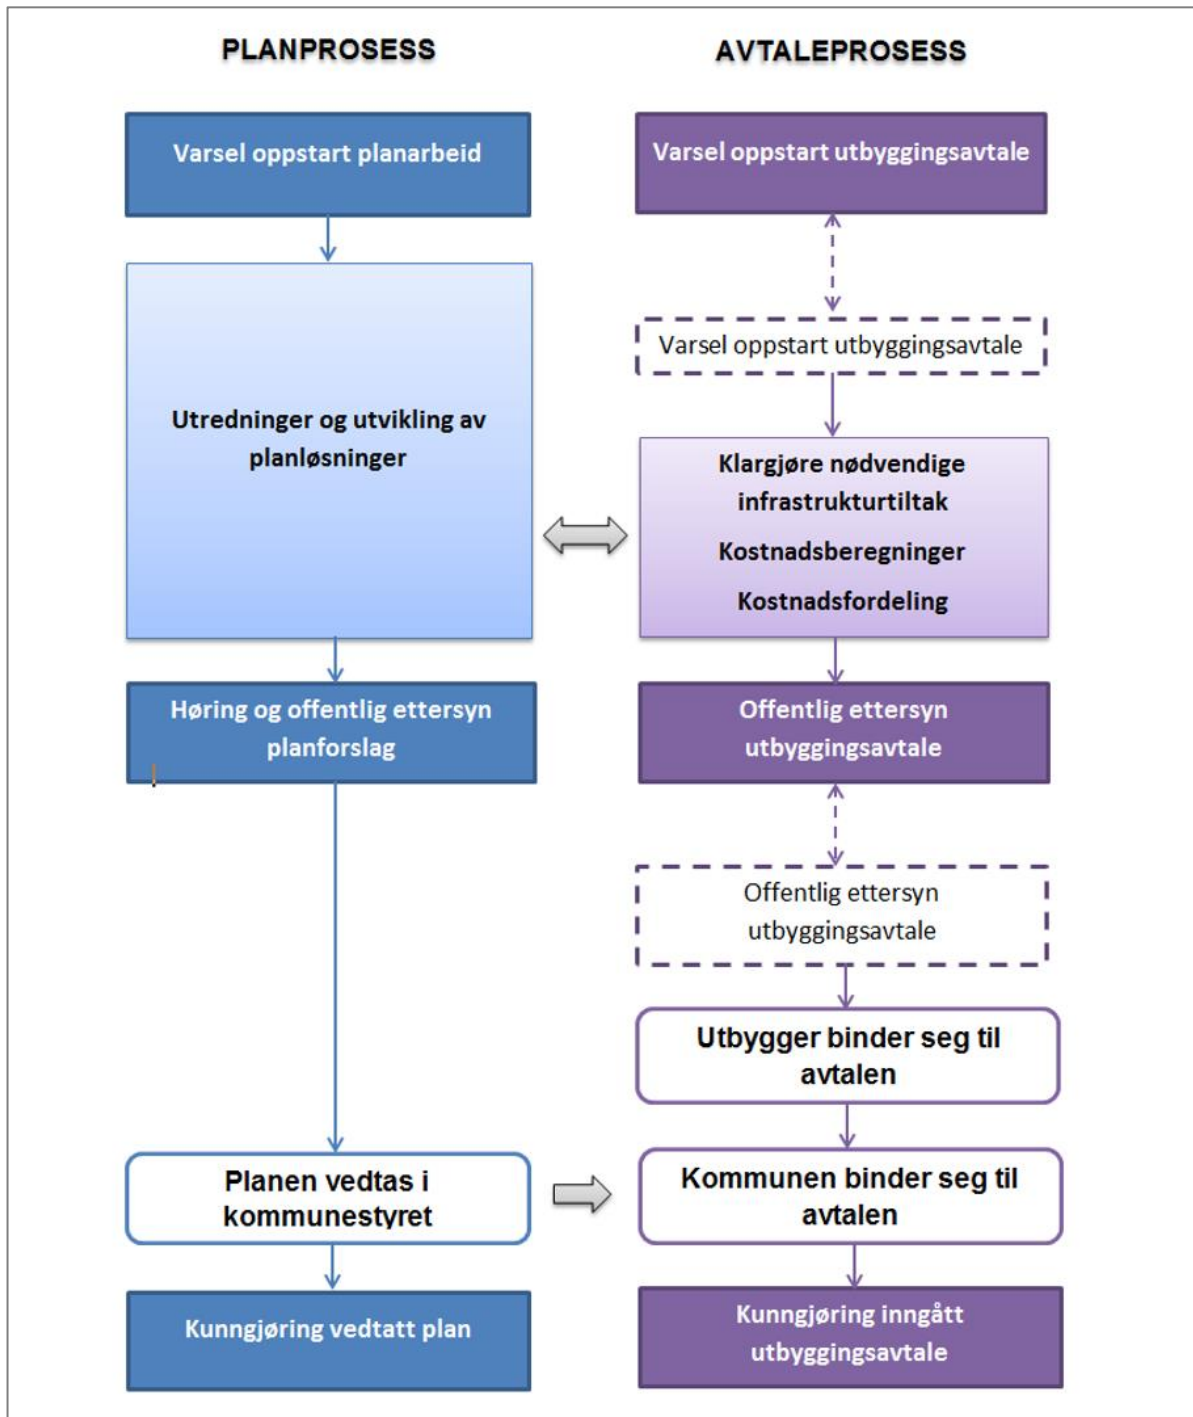 PLANPROSESS
AVTALEPROSESS
Varsel oppstart planarbeid
Varsel oppstart utbyggingsavtale
Varsel oppstart utbyggingsavtale
Utredninger og utvikling av
planløsninger
Klargjøre nødvendige
infrastrukturtiltak
Kostnadsberegninger
Kostnadsfordeling
Høring og offentlig ettersyn
planforslag
Offentlig ettersyn
utbyggingsavtale
Offentlig ettersyn
utbyggingsavtale
Utbygger binder seg til
avtalen
Planen vedtas i
kommunestyret
Kommunen binder seg til
avtalen
Kunngjøring vedtatt plan
Kunngjøring inngått
utbyggingsavtale